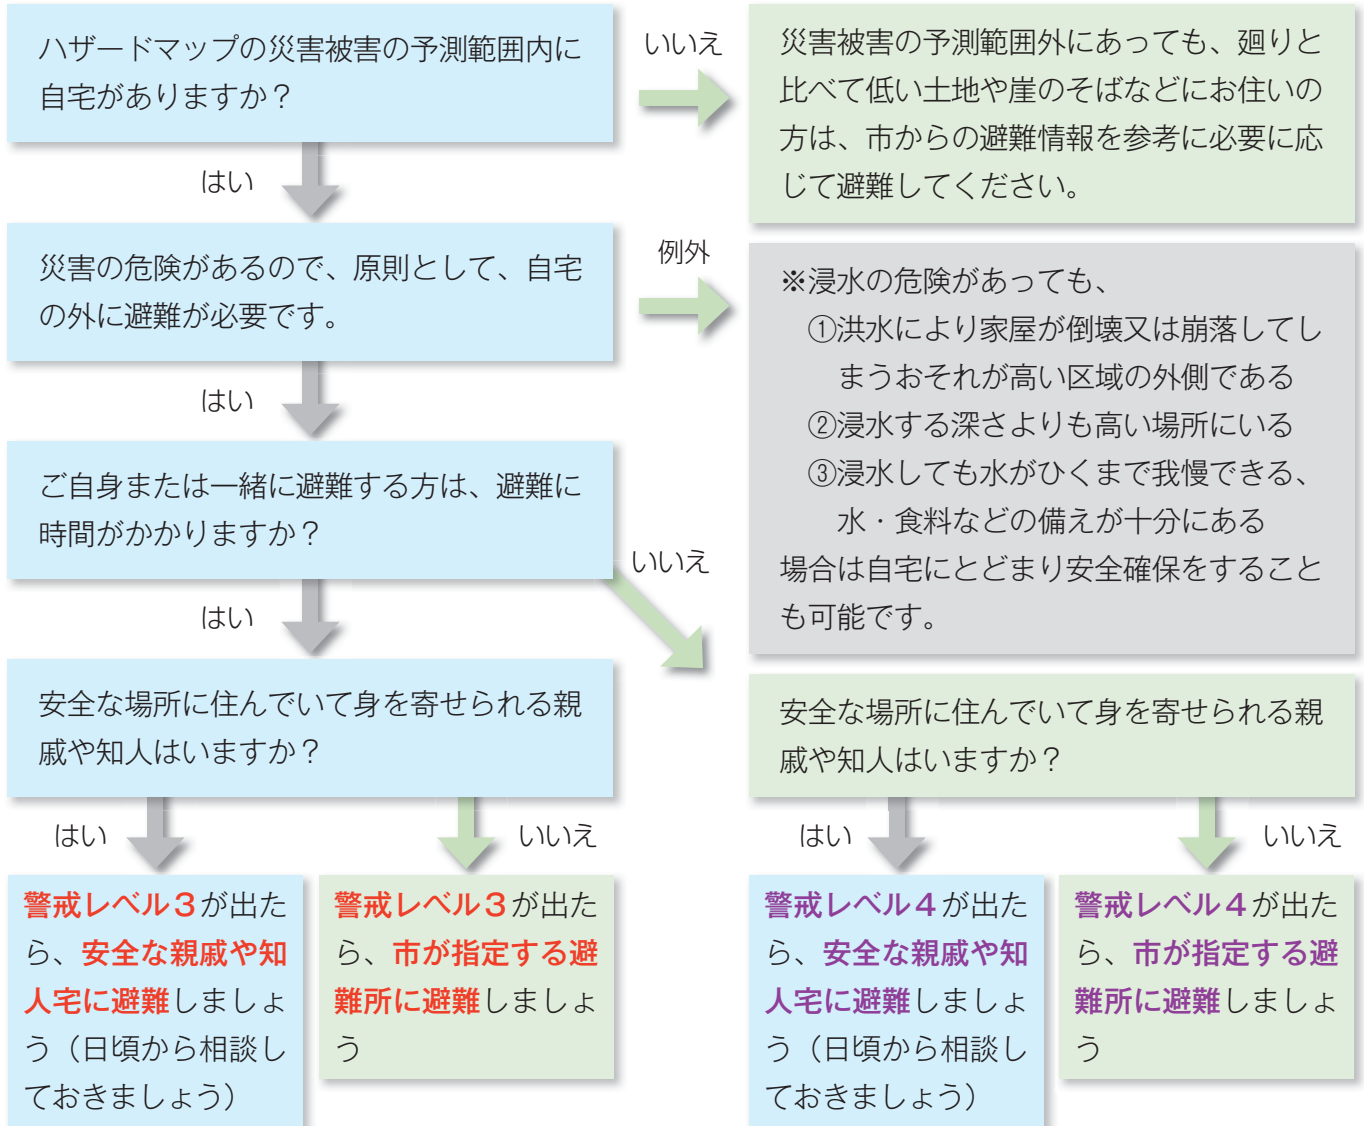 ハザードマップの災害被害の予測範囲内に
自宅がありますか？
いいえ
災害被害の予測範囲外にあっても、廻りと
比べて低い土地や崖のそばなどにお住いの
方は、市からの避難情報を参考に必要に応
じて避難してください。
はい
災害の危険があるので、原則として、自宅
の外に避難が必要です。
例外
※浸水の危険があっても、
①洪水により家屋が倒壊又は崩落してし
まうおそれが高い区域の外側である
②浸水する深さよりも高い場所にいる
③浸水しても水がひくまで我慢できる、
水・食料などの備えが十分にある
場合は自宅にとどまり安全確保をすること
も可能です。
はい
ご自身または一緒に避難する方は、避難に
時間がかかりますか？
いいえ
はい
安全な場所に住んでいて身を寄せられる親
戚や知人はいますか？
はい
いいえ
警戒レベル３が出た
ら、安全な親戚や知
人宅に避難しましょ
う（日頃から相談し
ておきましょう）
警戒レベル３が出た
ら、市が指定する避
難所に避難しましょ
う
安全な場所に住んでいて身を寄せられる親
戚や知人はいますか？
はい
いいえ
警戒レベル４が出た
ら、安全な親戚や知
人宅に避難しましょ
う（日頃から相談し
ておきましょう）
警戒レベル４が出た
ら、市が指定する避
難所に避難しましょ
う